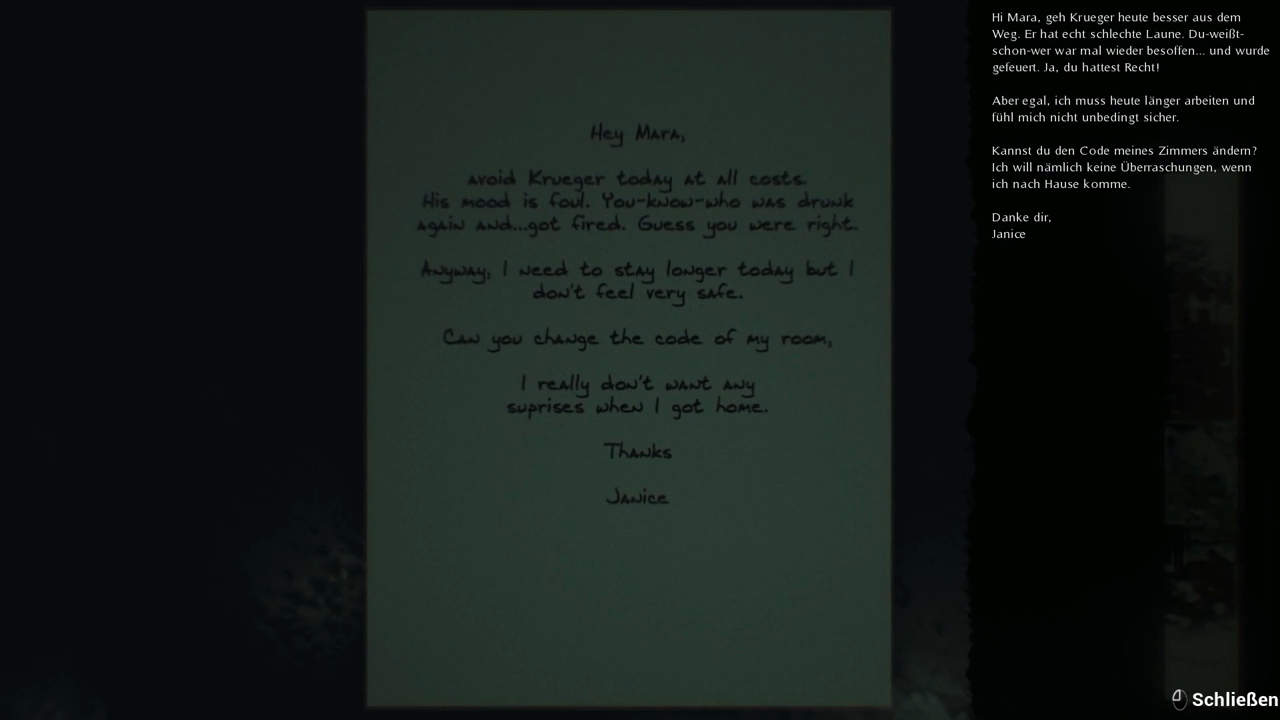 Hey Mara,
avoid Krueger today at all costs.
His mood is foul. You-know-who was drunk
again and...got fired. Guess you were right.
Anyway, I need to stay longer today but I
don't feel very safe.
Can you change the code of my room,
I really don't want any
suprises when I got home.
Thanks
Janice
Hi Mara, geh Krueger heute besser aus dem
Weg. Er hat echt schlechte Laune. Du-weißt-
schon-wer war mal wieder besoffen... und wurde
gefeuert. Ja, du hattest Recht!
Aber egal, ich muss heute länger arbeiten und
fühl mich nicht unbedingt sicher.
Kannst du den Code meines Zimmers ändern?
Ich will nämlich keine Überraschungen, wenn
ich nach Hause komme.
Danke dir,
Janice
Schließen